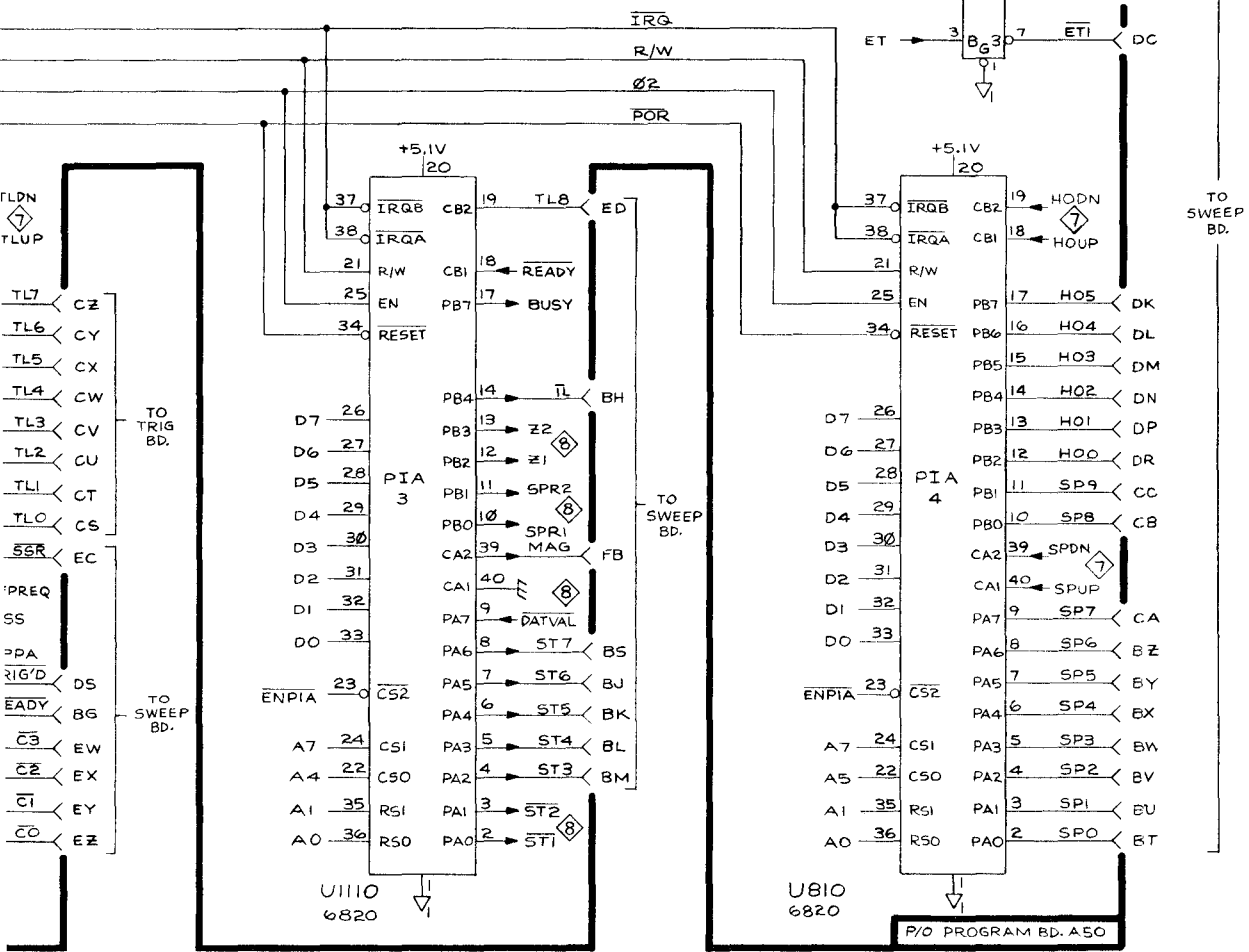 IRQ
R/W
Ø2
POR
ET 3 B G 3 7 ET1 DC
1
1
TLDN
7
TLUP
TL7 CZ
TL6 CY
TL5 CX
TL4 CW
TL3 CV
TL2 CU
TL1 CT
TL0 CS
TO
TRIG
BD.
SSR EC
SS
DS
BG
C3 EW
C2 EX
C1 EY
C0 EZ
TO
SWEEP
BD.
+5.1V
20
37 IRQB CB2 19 TL8 ED
38 IRQA
21 R/W CB1 18 READY
25 EN PB7 17 BUSY
34 RESET
PB4 14 IL BH
D7 26
PB3 13 Z2
8
D6 27
PB2 12 Z1
D5 28
PIA
3
PB1 11 SPR2
8
D4 29
PB0 10 SPR1
D3 30
MAG
CA2 39 FB
D2 31
CA1 40
8
D1 32
PA7 9 DATVAL
D0 33
PA6 8 ST7 BS
PA5 7 ST6 BJ
ENPIA 23 CS2
PA4 6 ST5 BK
A7 24 CS1 PA3 5 ST4 BL
A4 22 CS0 PA2 4 ST3 BM
A1 35 RS1 PA1 3 ST2
8
A0 36 RS0 PA0 2 ST1
TO
SWEEP
BD.
1
1
U1110
6820
+5.1V
20
37 IRQB CB2 19 HODN
7
38 IRQA CB1 18 HOUP
21 R/W
25 EN PB7 17 HO5 DK
34 RESET PB6 16 HO4 DL
PB5 15 HO3 DM
PB4 14 HO2 DN
D7 26
PB3 13 HO1 DP
D6 27
PB2 12 HO0 DR
D5 28
PIA
4
PB1 11 SP9 CC
D4 29
PB0 10 SP8 CB
D3 30
CA2 39 SPDN
7
D2 31
CA1 40 SPUP
D1 32
PA7 9 SP7 CA
D0 33
PA6 8 SP6 BZ
PA5 7 SP5 BY
ENPIA 23 CS2
PA4 6 SP4 BX
A7 24 CS1 PA3 5 SP3 BW
A5 22 CS0 PA2 4 SP2 BV
A1 35 RS1 PA1 3 SP1 BU
A0 36 RS0 PA0 2 SP0 BT
TO
SWEEP
BD.
1
1
U810
6820
P/O PROGRAM BD. A50